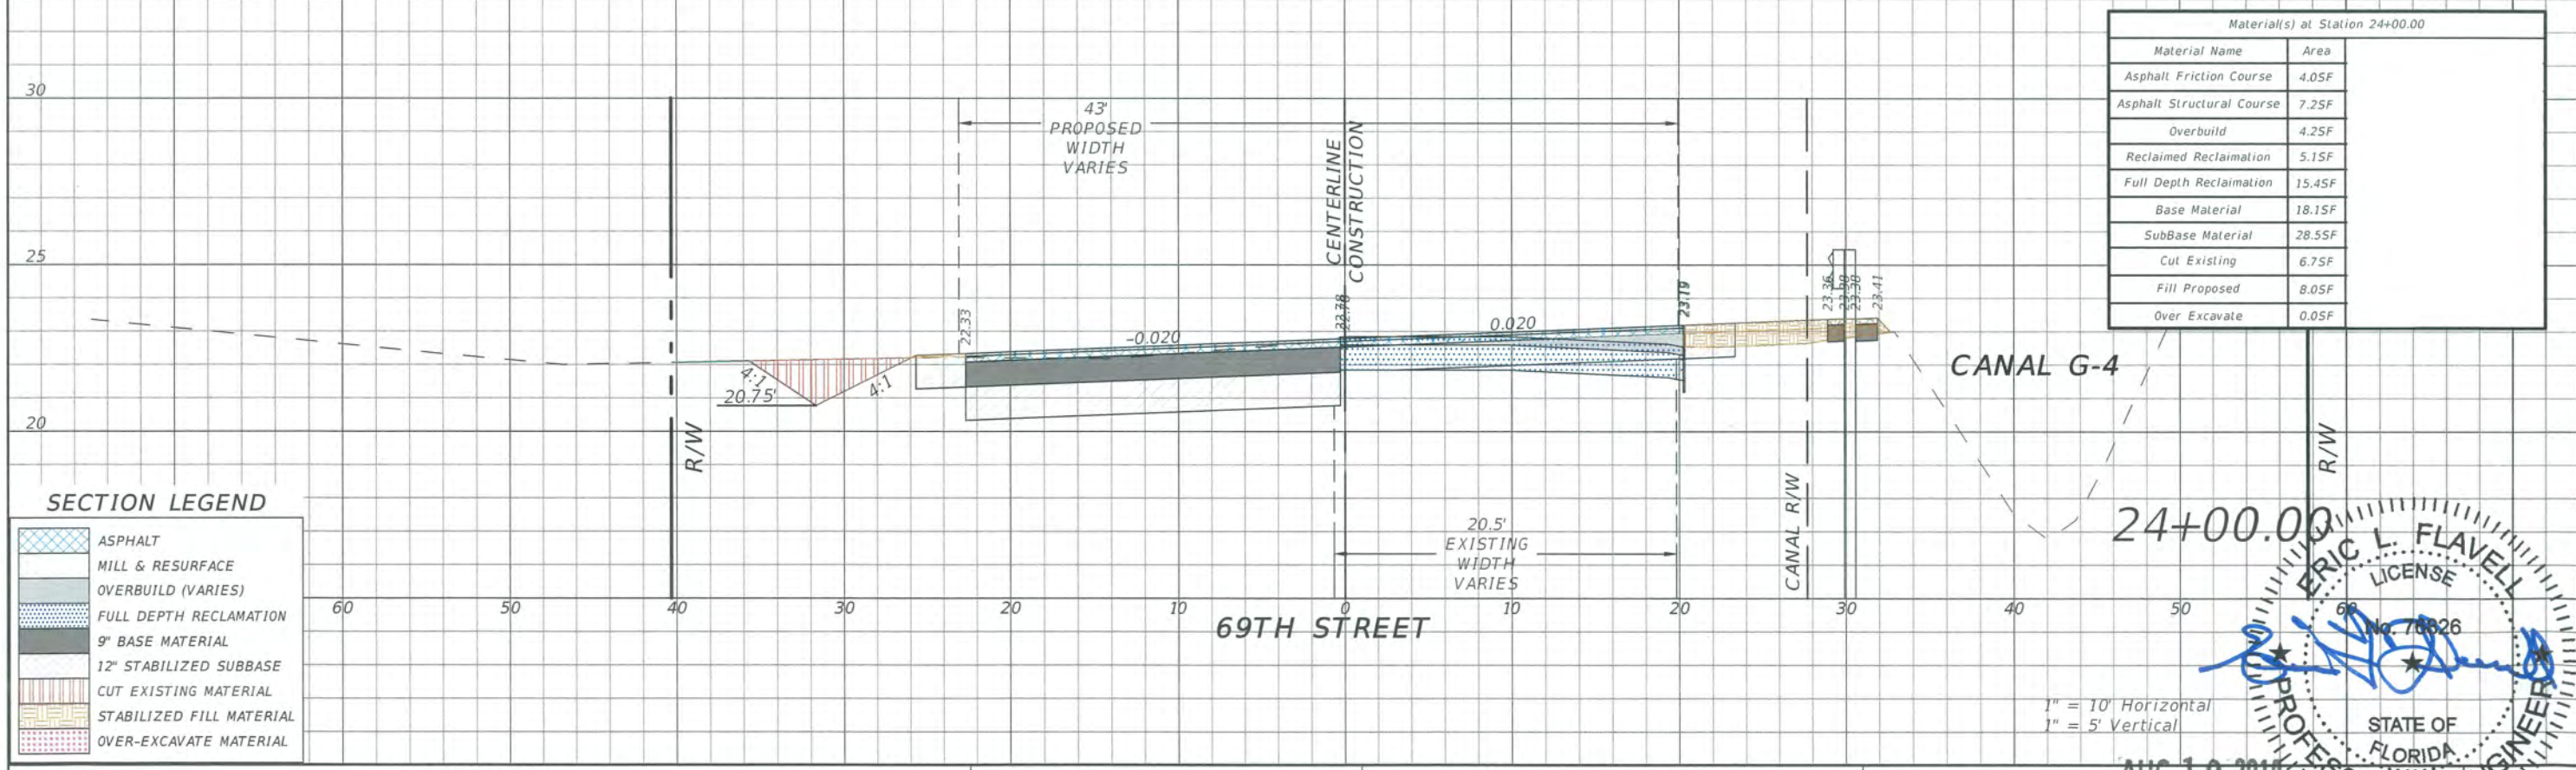 Material(s) at Station 24+00.00
Material Name Area
Asphalt Friction Course 4.0SF
Asphalt Structural Course 7.2SF
Overbuild 4.2SF
Reclaimed Reclaimation 5.1SF
Full Depth Reclaimation 15.4SF
Base Material 18.1SF
SubBase Material 28.5SF
Cut Existing 6.7SF
Fill Proposed 8.0SF
Over Excavate 0.0SF
30
25
20
43'
PROPOSED
WIDTH
VARIES
CENTERLINE
CONSTRUCTION
22.33
22.78
23.19
23.36
23.38
23.41
-0.020
0.020
4:1
20.75'
4:1
R/W
CANAL G-4
CANAL R/W
R/W
20.5'
EXISTING
WIDTH
VARIES
24+00.00
60 50 40 30 20 10 0 10 20 30 40 50 60
69TH STREET
SECTION LEGEND
ASPHALT
MILL & RESURFACE
OVERBUILD (VARIES)
FULL DEPTH RECLAMATION
9" BASE MATERIAL
12" STABILIZED SUBBASE
CUT EXISTING MATERIAL
STABILIZED FILL MATERIAL
OVER-EXCAVATE MATERIAL
1" = 10' Horizontal
1" = 5' Vertical
ERIC L. FLAVELL
LICENSE
No. 76826
STATE OF
FLORIDA